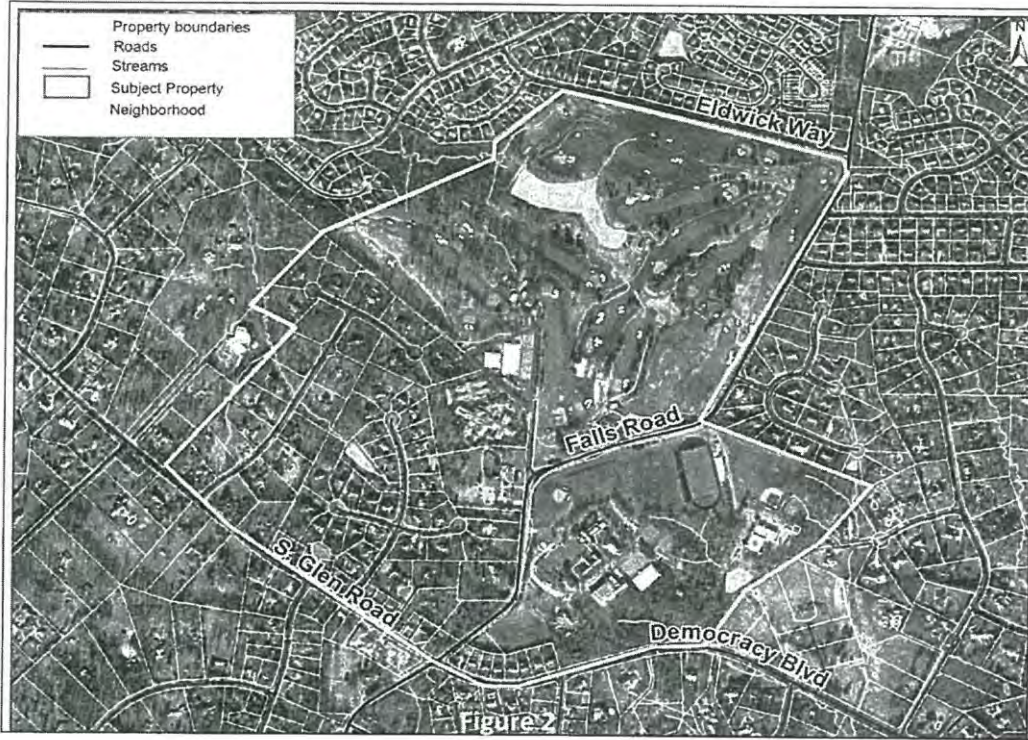 Property boundaries
Roads
Streams
Subject Property
Neighborhood
N
Eldwick Way
Falls Road
S. Glen Road
Democracy Blvd
Figure 2